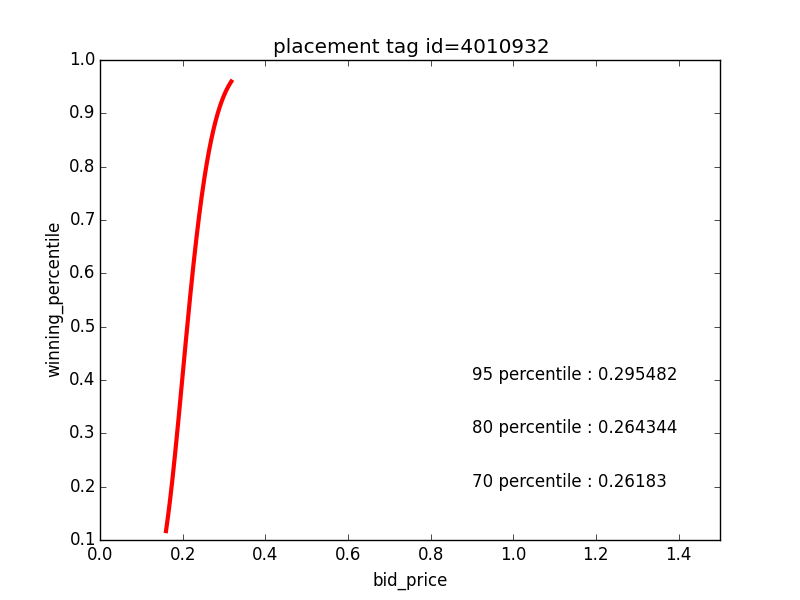 placement tag id=4010932
1.0
0.9
0.8
0.7
0.6
0.5
0.4
0.3
0.2
0.1
winning_percentile
95 percentile : 0.295482
80 percentile : 0.264344
70 percentile : 0.26183
0.0 0.2 0.4 0.6 0.8 1.0 1.2 1.4
bid_price